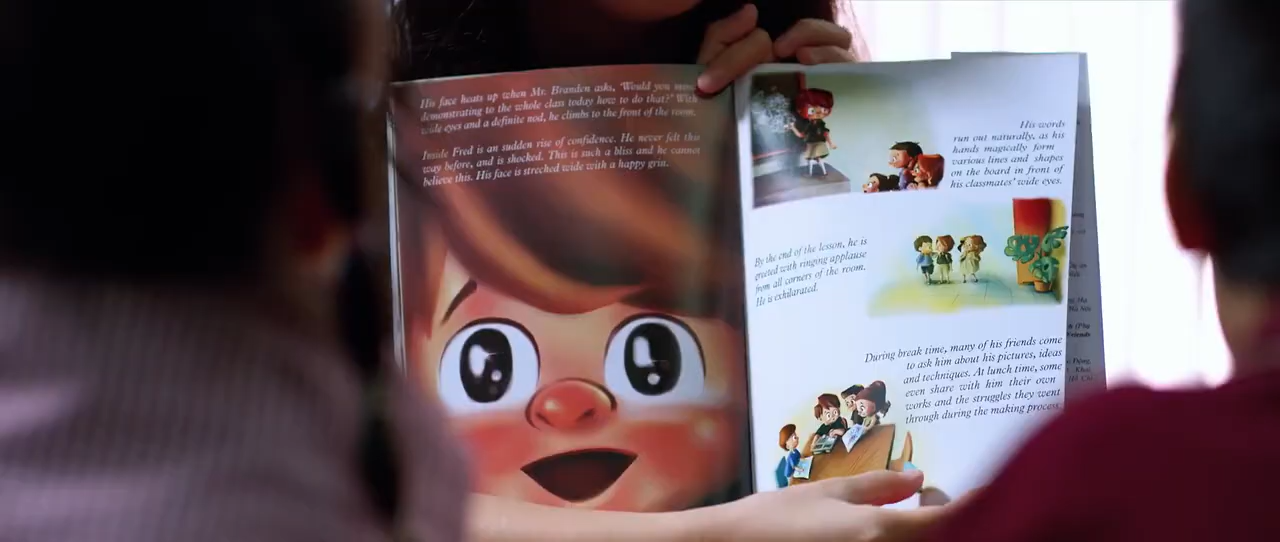 His face heats up when Mr. Branden asks, 'Would you mind
demonstrating to the whole class today how to do that?' With
wide eyes and a definite nod, he climbs to the front of the room.
Inside Fred is an sudden rise of confidence. He never felt this
way before, and is shocked. This is such a bliss and he cannot
believe this. His face is streched wide with a happy grin.
His words
run out naturally, as his
hands magically form
various lines and shapes
on the board in front of
his classmates' wide eyes.
By the end of the lesson, he is
greeted with ringing applause
from all corners of the room.
He is exhilarated.
During break time, many of his friends come
to ask him about his pictures, ideas
and techniques. At lunch time, some
even share with him their own
works and the struggles they went
through during the making process.